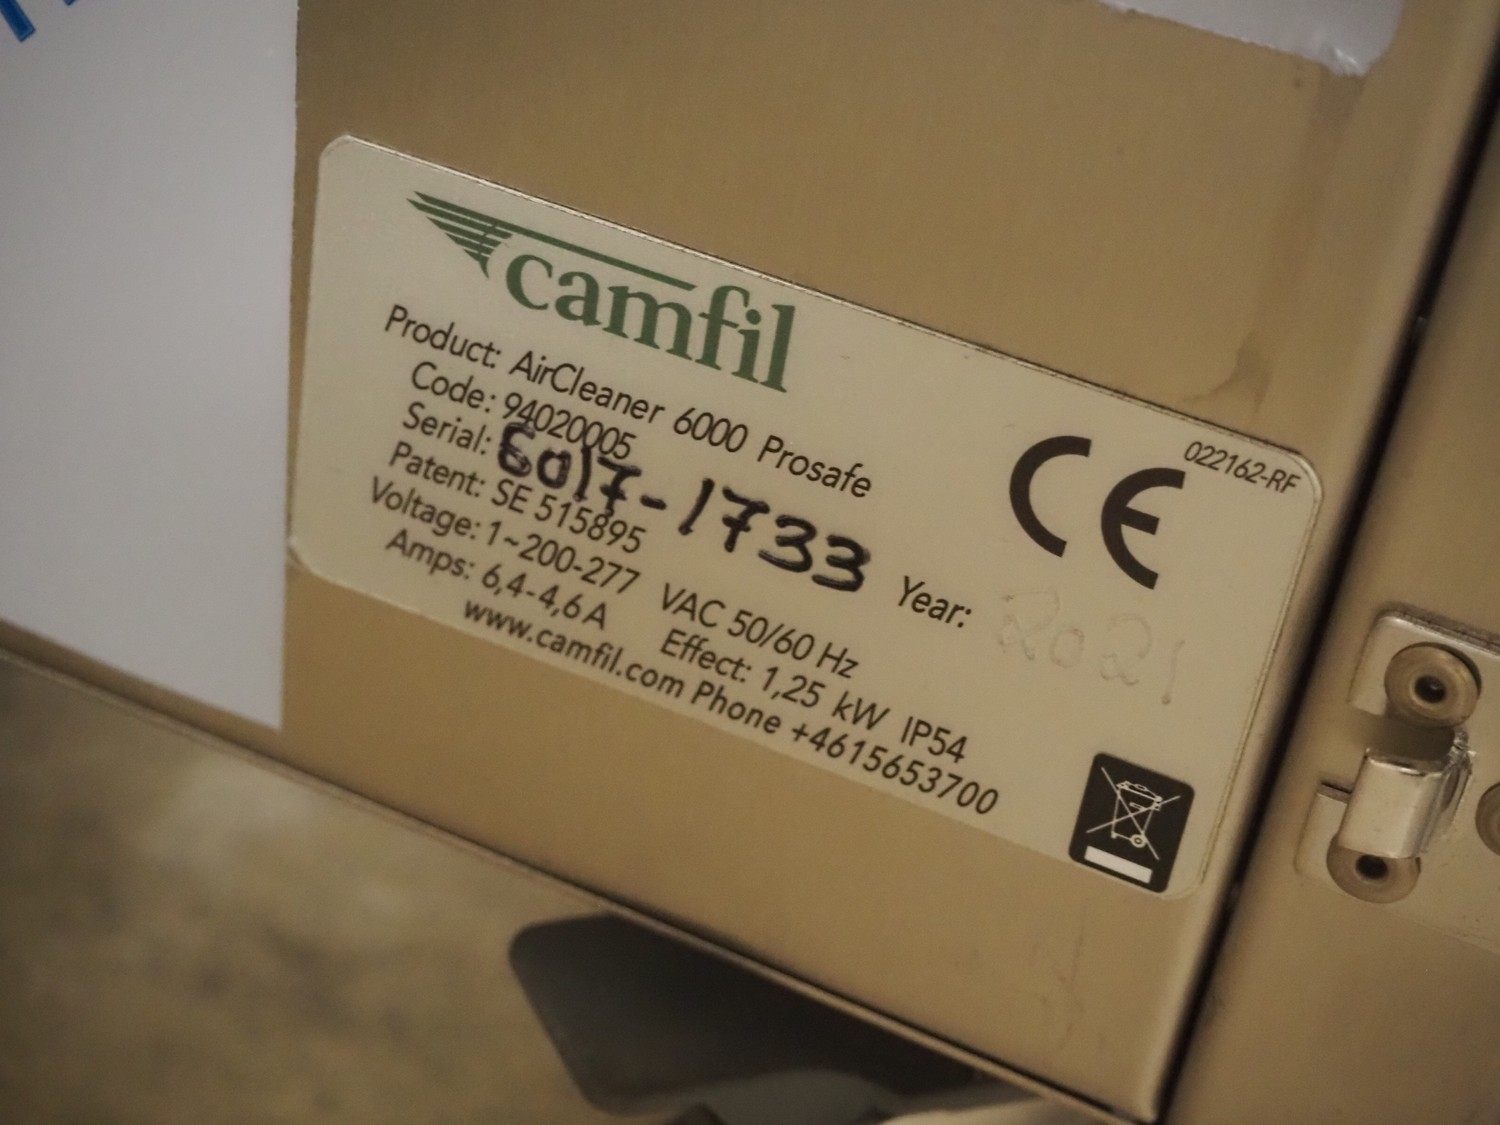 camfil
Product: AirCleaner 6000 Prosafe
Code: 94020005
Serial: 6017-1733
Patent: SE 515895
Year: 2021
Voltage: 1~200-277 VAC 50/60 Hz
Amps: 6,4-4,6 A Effect: 1,25 kW IP54
www.camfil.com Phone +4615653700
CE
022162-RF